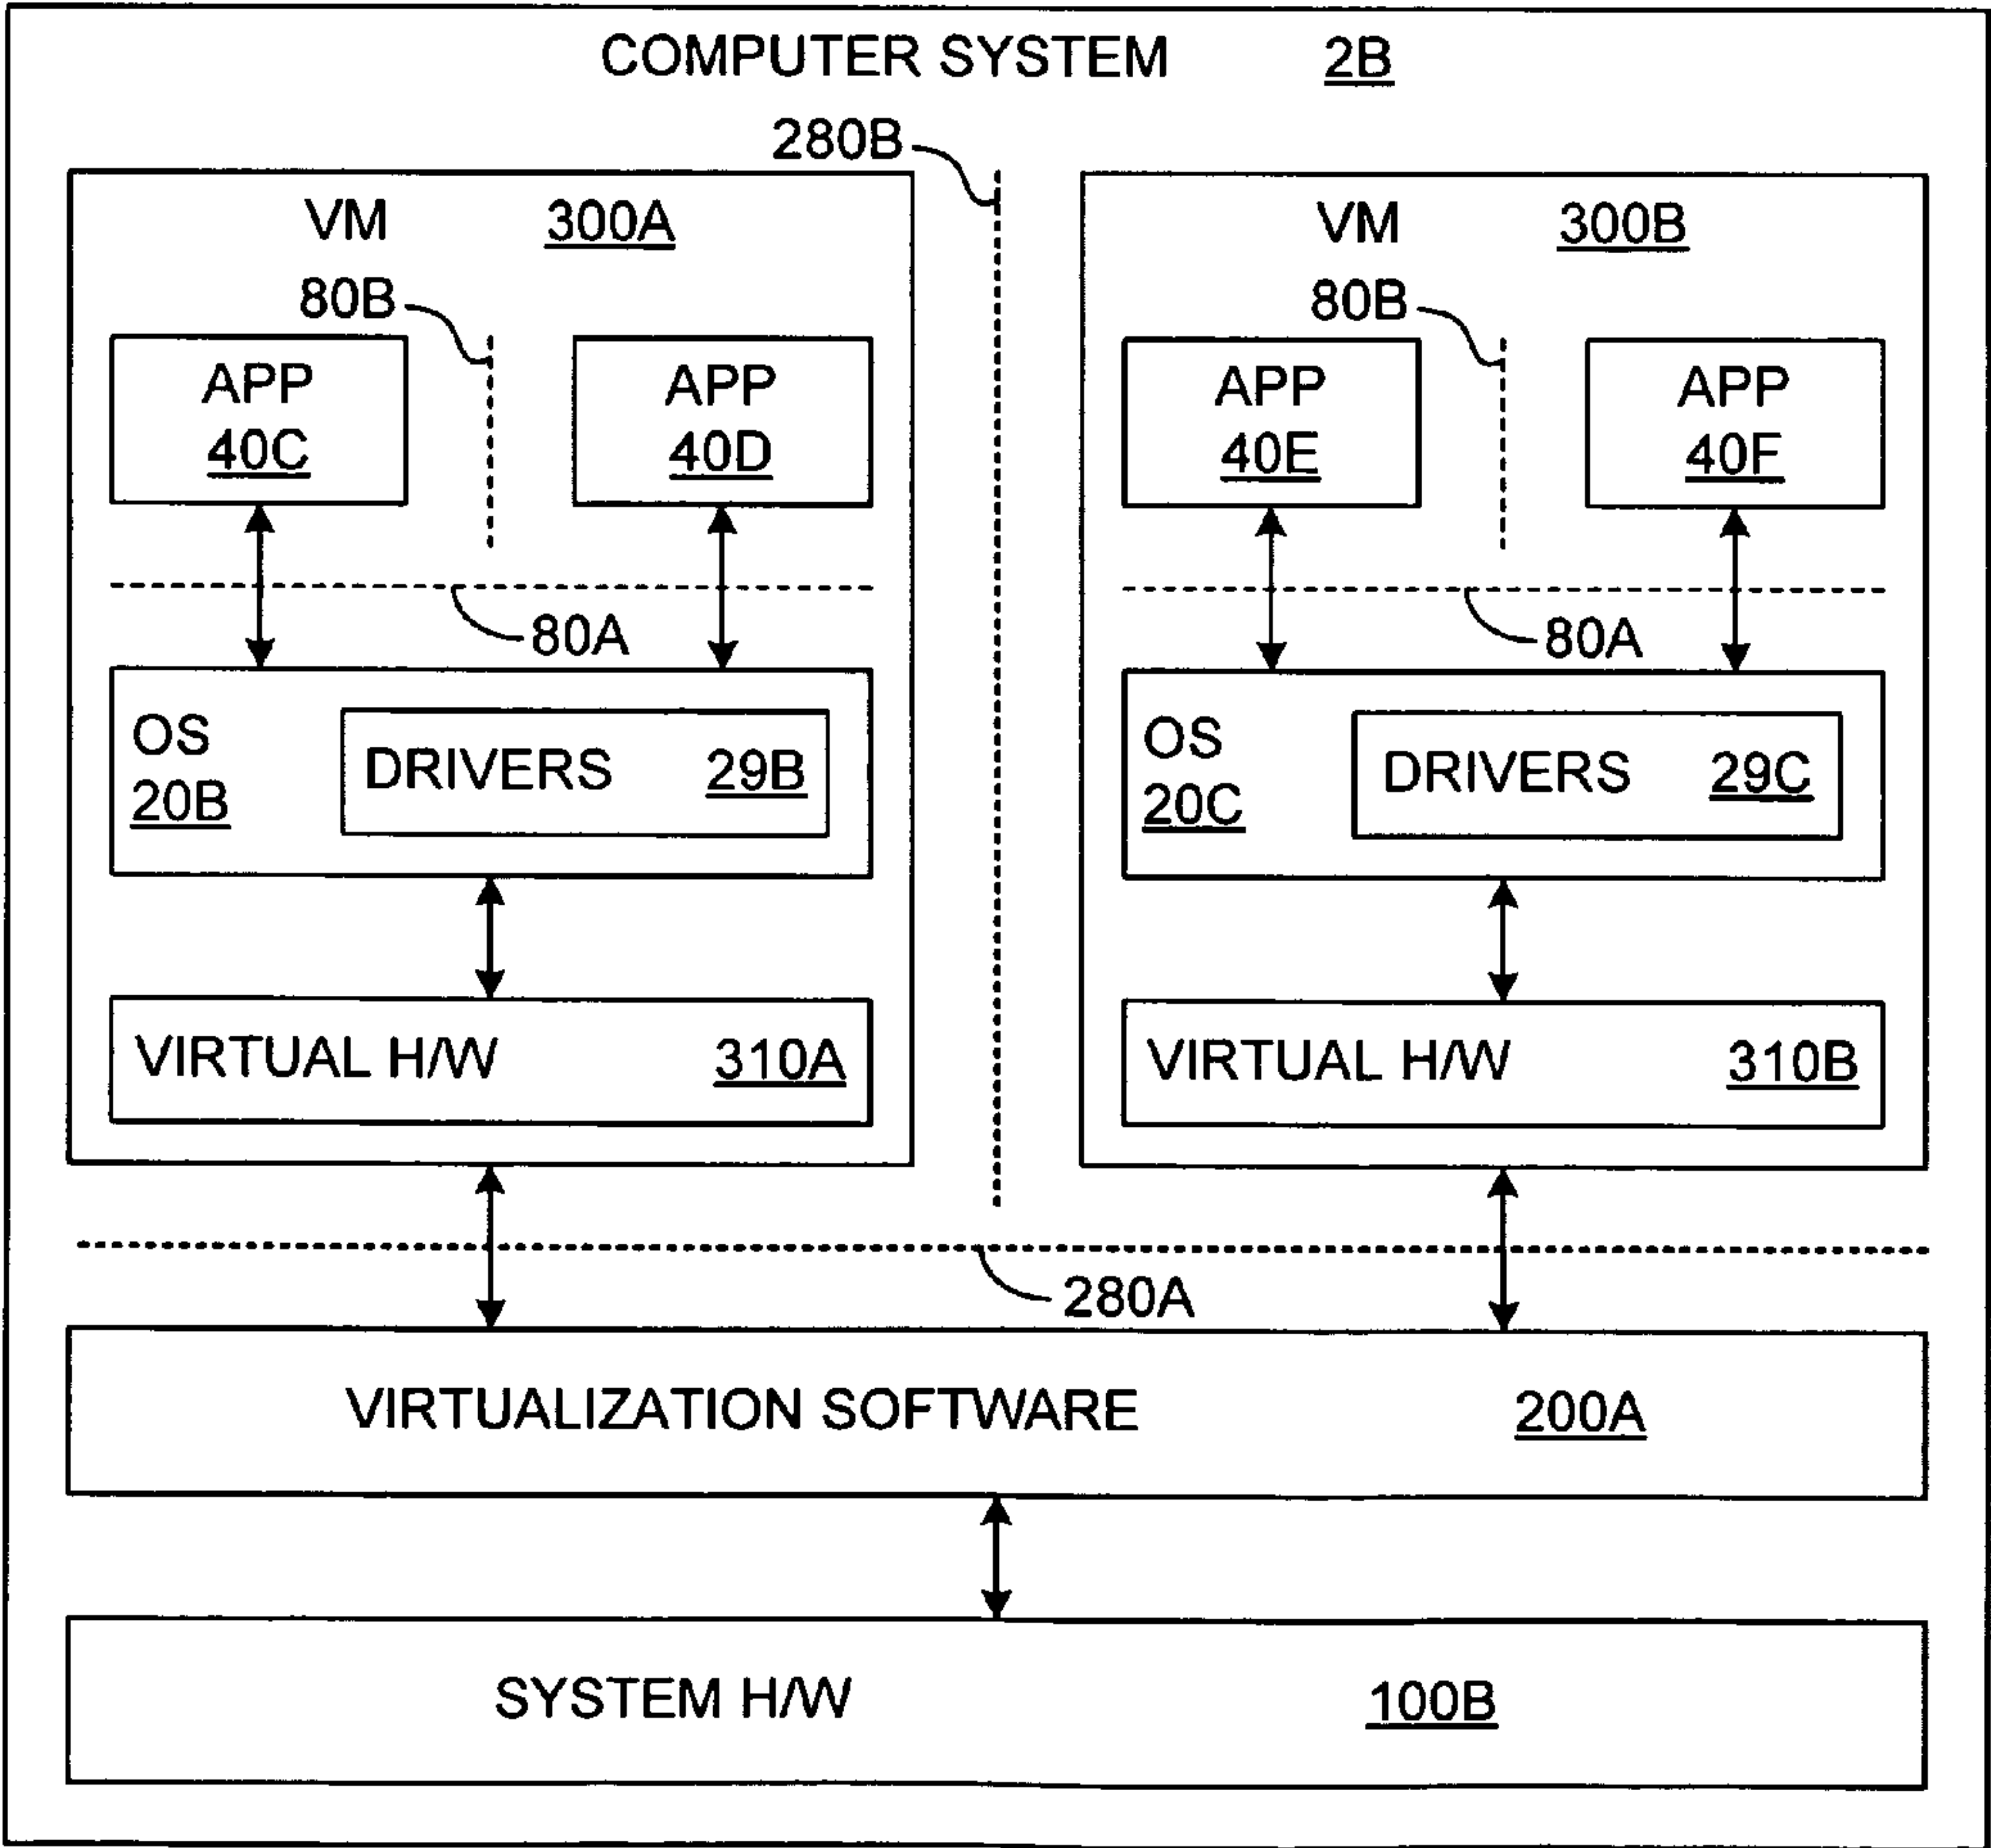 COMPUTER SYSTEM 2B
280B
VM 300A
80B
APP
40C
APP
40D
80A
OS
20B
DRIVERS 29B
VIRTUAL H/W 310A
VM 300B
80B
APP
40E
APP
40F
80A
OS
20C
DRIVERS 29C
VIRTUAL H/W 310B
280A
VIRTUALIZATION SOFTWARE 200A
SYSTEM H/W 100B